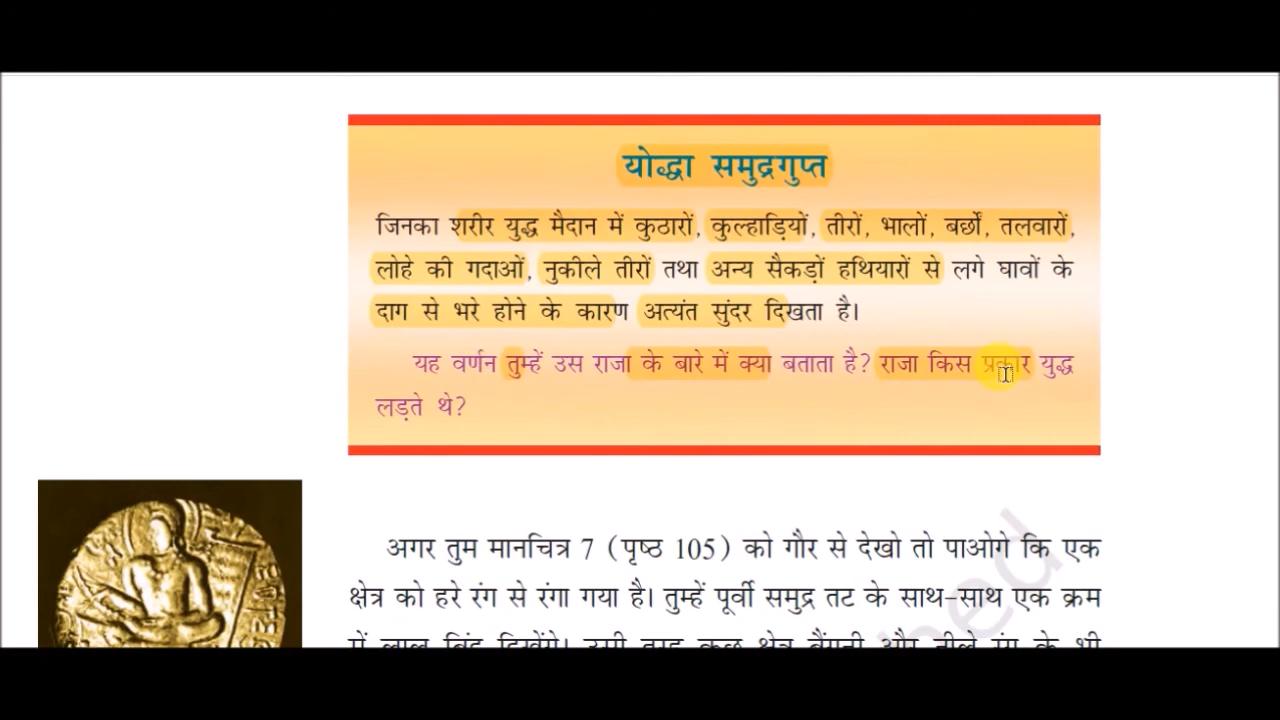 योद्धा समुद्रगुप्त
जिनका शरीर युद्ध मैदान में कुठारों, कुल्हाड़ियों, तीरों, भालों, बर्छों, तलवारों,
लोहे की गदाओं, नुकीले तीरों तथा अन्य सैकड़ों हथियारों से लगे घावों के
दाग से भरे होने के कारण अत्यंत सुंदर दिखता है।
यह वर्णन तुम्हें उस राजा के बारे में क्या बताता है? राजा किस प्रकार युद्ध
लड़ते थे?
अगर तुम मानचित्र 7 (पृष्ठ 105) को गौर से देखो तो पाओगे कि एक
क्षेत्र को हरे रंग से रंगा गया है। तुम्हें पूर्वी समुद्र तट के साथ-साथ एक क्रम